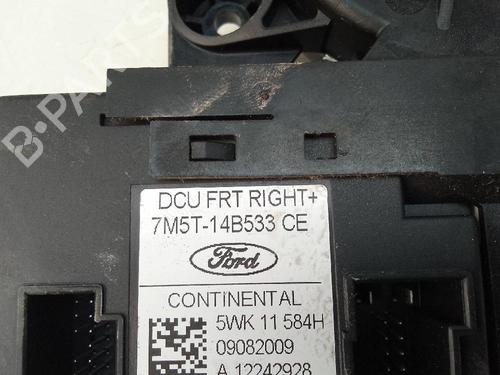 B-PARTS
DCU FRT RIGHT+
7M5T-14B533 CE
Ford
CONTINENTAL
5WK 11 584H
09082009
A 12242928